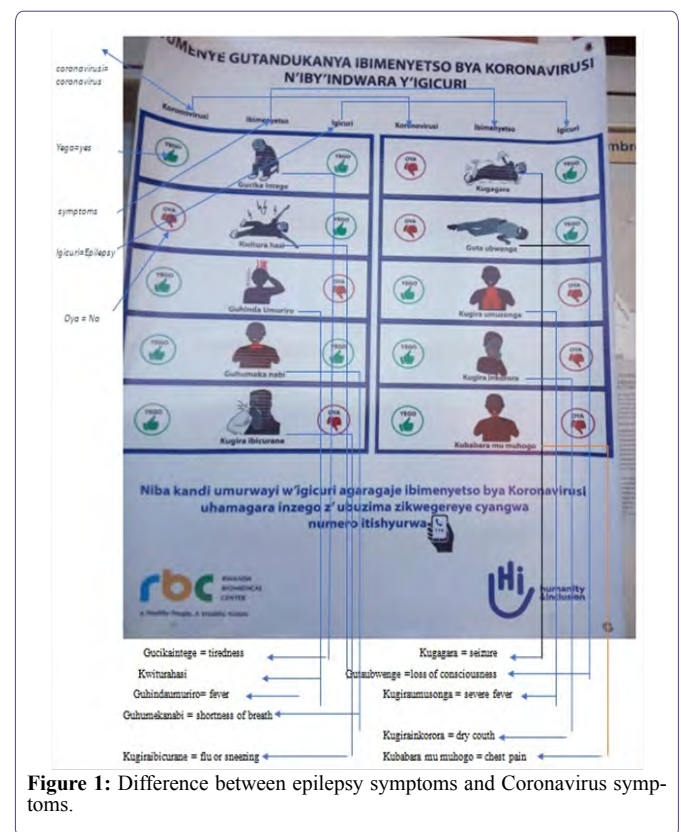 UMENYE GUTANDUKANYA IBIMENYETSO BYA KORONAVIRUSI
N'IBY'INDWARA Y'IGICURI
coronavirusi=
coronavirus
Koronavirusi Ibimenyetso Igicuri Koronavirusi Ibimenyetso Igicuri
Yego=yes
symptoms
Igicuri=Epilepsy
Oya = No
YEGO Gucika intege YEGO
OYA Kwitura hasi YEGO
YEGO Guhinda Umuriro OYA
YEGO Guhumeka nabi YEGO
YEGO Kugira ibicurane OYA
OYA Kugagara YEGO
OYA Guta ubwenge YEGO
YEGO Kugira umusonga OYA
YEGO Kugira inkorora OYA
YEGO Kubabara mu muhogo OYA
Niba kandi umurwayi w'igicuri agaragaje ibimenyetso bya Koronavirusi
uhamagara inzego z'ubuzima zikwegereye cyangwa
numero itishyurwa
114
rbc
RWANDA
BIOMEDICAL
CENTER
A Healthy People, A Wealthy Nation
Hi
humanity
&inclusion
Gucikaintege = tiredness
Kwiturahasi
Guhindaumuriro= fever
Guhumekanabi = shortness of breath
Kugiraibicurane = flu or sneezing
Kugagara = seizure
Gutaubwenge =loss of consciousness
Kugiraumusonga = severe fever
Kugirainkorora = dry couth
Kubabara mu muhogo = chest pain
Figure 1: Difference between epilepsy symptoms and Coronavirus symp-
toms.